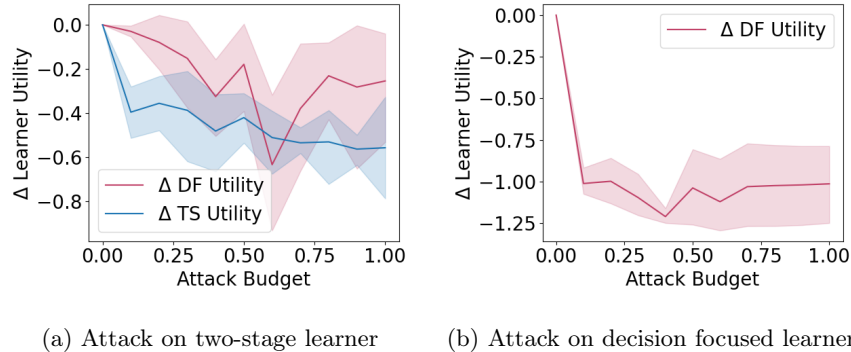 0.0
−0.2
−0.4
−0.6
−0.8
Δ Learner Utility
Δ DF Utility
Δ TS Utility
0.00
0.25
0.50
0.75
1.00
Attack Budget
(a) Attack on two-stage learner
0.00
−0.25
−0.50
−0.75
−1.00
−1.25
Δ Learner Utility
Δ DF Utility
0.00
0.25
0.50
0.75
1.00
Attack Budget
(b) Attack on decision focused learner